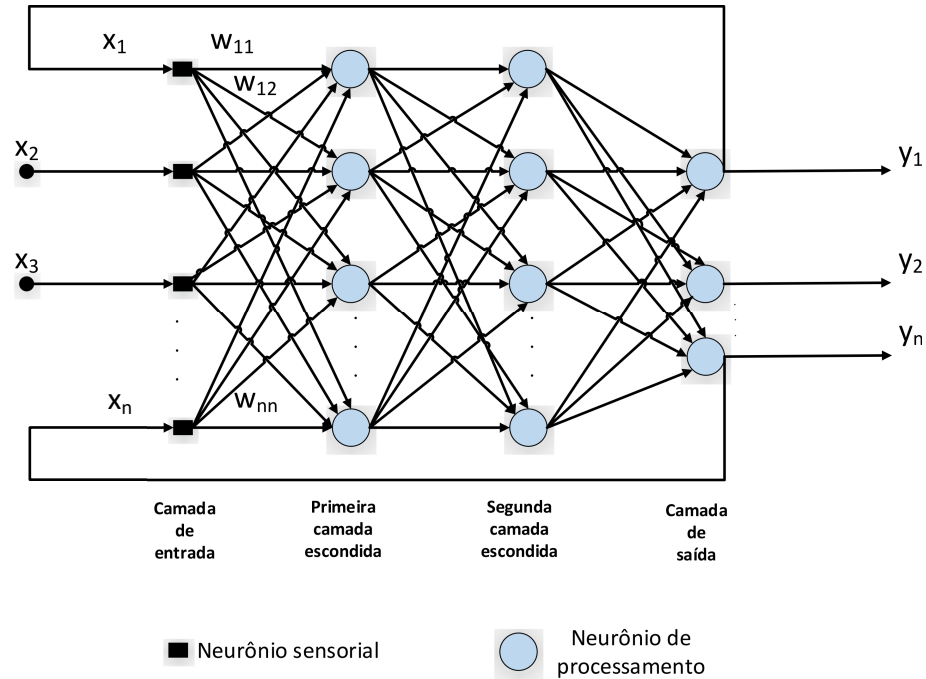 x1
w11
w12
x2
y1
x3
y2
yn
xn
wnn
Camada
de
entrada
Primeira
camada
escondida
Segunda
camada
escondida
Camada
de
saída
Neurônio sensorial
Neurônio de
processamento